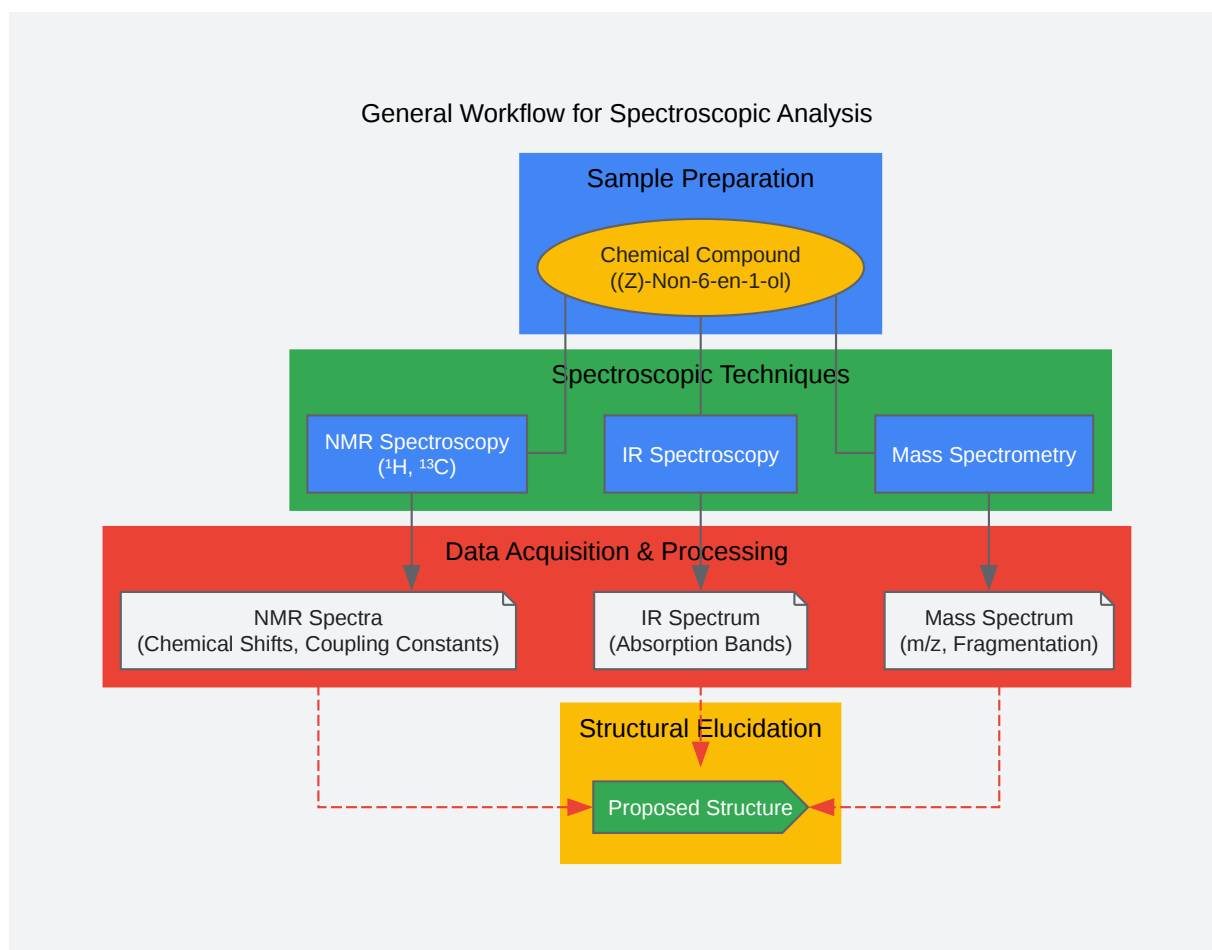 General Workflow for Spectroscopic Analysis
Sample Preparation
Chemical Compound
((Z)-Non-6-en-1-ol)
Spectroscopic Techniques
NMR Spectroscopy
(¹H, ¹³C)
IR Spectroscopy
Mass Spectrometry
Data Acquisition & Processing
NMR Spectra
(Chemical Shifts, Coupling Constants)
IR Spectrum
(Absorption Bands)
Mass Spectrum
(m/z, Fragmentation)
Structural Elucidation
Proposed Structure